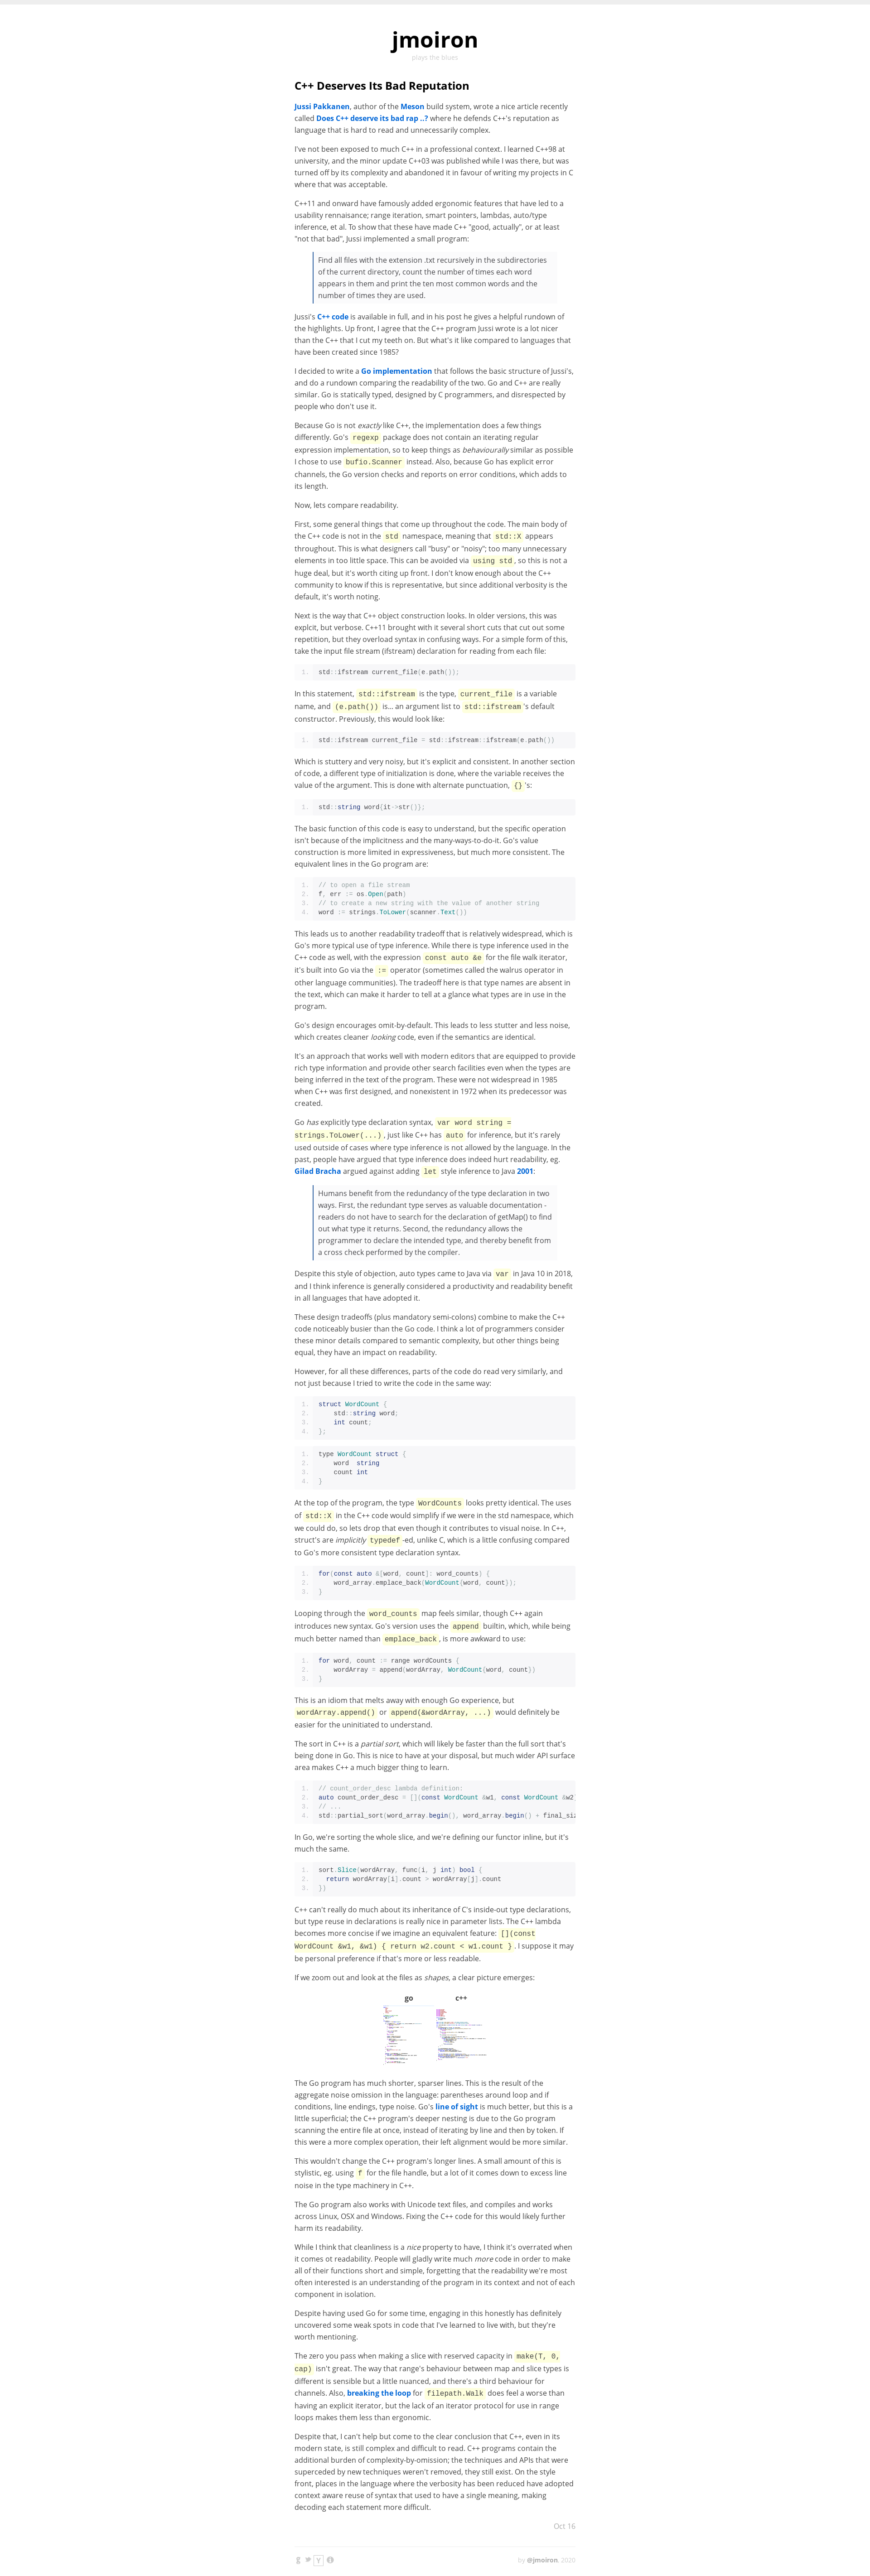 jmoiron
plays the blues
C++ Deserves Its Bad Reputation
Jussi Pakkanen, author of the Meson build system, wrote a nice article recently
called Does C++ deserve its bad rap ..? where he defends C++'s reputation as
language that is hard to read and unnecessarily complex.
I've not been exposed to much C++ in a professional context. I learned C++98 at
university, and the minor update C++03 was published while I was there, but was
turned off by its complexity and abandoned it in favour of writing my projects in C
where that was acceptable.
C++11 and onward have famously added ergonomic features that have led to a
usability rennaisance; range iteration, smart pointers, lambdas, auto/type
inference, et al. To show that these have made C++ "good, actually", or at least
"not that bad", Jussi implemented a small program:
Find all files with the extension .txt recursively in the subdirectories
of the current directory, count the number of times each word
appears in them and print the ten most common words and the
number of times they are used.
Jussi's C++ code is available in full, and in his post he gives a helpful rundown of
the highlights. Up front, I agree that the C++ program Jussi wrote is a lot nicer
than the C++ that I cut my teeth on. But what's it like compared to languages that
have been created since 1985?
I decided to write a Go implementation that follows the basic structure of Jussi's,
and do a rundown comparing the readability of the two. Go and C++ are really
similar. Go is statically typed, designed by C programmers, and disrespected by
people who don't use it.
Because Go is not exactly like C++, the implementation does a few things
differently. Go's regexp package does not contain an iterating regular
expression implementation, so to keep things as behaviourally similar as possible
I chose to use bufio.Scanner instead. Also, because Go has explicit error
channels, the Go version checks and reports on error conditions, which adds to
its length.
Now, lets compare readability.
First, some general things that come up throughout the code. The main body of
the C++ code is not in the std namespace, meaning that std::X appears
throughout. This is what designers call "busy" or "noisy"; too many unnecessary
elements in too little space. This can be avoided via using std, so this is not a
huge deal, but it's worth citing up front. I don't know enough about the C++
community to know if this is representative, but since additional verbosity is the
default, it's worth noting.
Next is the way that C++ object construction looks. In older versions, this was
explcit, but verbose. C++11 brought with it several short cuts that cut out some
repetition, but they overload syntax in confusing ways. For a simple form of this,
take the input file stream (ifstream) declaration for reading from each file:
1. std::ifstream current_file(e.path());
In this statement, std::ifstream is the type, current_file is a variable
name, and (e.path()) is... an argument list to std::ifstream's default
constructor. Previously, this would look like:
1. std::ifstream current_file = std::ifstream::ifstream(e.path())
Which is stuttery and very noisy, but it's explicit and consistent. In another section
of code, a different type of initialization is done, where the variable receives the
value of the argument. This is done with alternate punctuation, {}'s:
1. std::string word{it->str()};
The basic function of this code is easy to understand, but the specific operation
isn't because of the implicitness and the many-ways-to-do-it. Go's value
construction is more limited in expressiveness, but much more consistent. The
equivalent lines in the Go program are:
1. // to open a file stream
2. f, err := os.Open(path)
3. // to create a new string with the value of another string
4. word := strings.ToLower(scanner.Text())
This leads us to another readability tradeoff that is relatively widespread, which is
Go's more typical use of type inference. While there is type inference used in the
C++ code as well, with the expression const auto &e for the file walk iterator,
it's built into Go via the := operator (sometimes called the walrus operator in
other language communities). The tradeoff here is that type names are absent in
the text, which can make it harder to tell at a glance what types are in use in the
program.
Go's design encourages omit-by-default. This leads to less stutter and less noise,
which creates cleaner looking code, even if the semantics are identical.
It's an approach that works well with modern editors that are equipped to provide
rich type information and provide other search facilities even when the types are
being inferred in the text of the program. These were not widespread in 1985
when C++ was first designed, and nonexistent in 1972 when its predecessor was
created.
Go has explicitly type declaration syntax, var word string =
strings.ToLower(...), just like C++ has auto for inference, but it's rarely
used outside of cases where type inference is not allowed by the language. In the
past, people have argued that type inference does indeed hurt readability, eg.
Gilad Bracha argued against adding let style inference to Java 2001:
Humans benefit from the redundancy of the type declaration in two
ways. First, the redundant type serves as valuable documentation -
readers do not have to search for the declaration of getMap() to find
out what type it returns. Second, the redundancy allows the
programmer to declare the intended type, and thereby benefit from
a cross check performed by the compiler.
Despite this style of objection, auto types came to Java via var in Java 10 in 2018,
and I think inference is generally considered a productivity and readability benefit
in all languages that have adopted it.
These design tradeoffs (plus mandatory semi-colons) combine to make the C++
code noticeably busier than the Go code. I think a lot of programmers consider
these minor details compared to semantic complexity, but other things being
equal, they have an impact on readability.
However, for all these differences, parts of the code do read very similarly, and
not just because I tried to write the code in the same way:
1. struct WordCount {
2. std::string word;
3. int count;
4. };
1. type WordCount struct {
2. word string
3. count int
4. }
At the top of the program, the type WordCounts looks pretty identical. The uses
of std::X in the C++ code would simplify if we were in the std namespace, which
we could do, so lets drop that even though it contributes to visual noise. In C++,
struct's are implicitly typedef-ed, unlike C, which is a little confusing compared
to Go's more consistent type declaration syntax.
1. for(const auto &[word, count]: word_counts) {
2. word_array.emplace_back(WordCount{word, count});
3. }
Looping through the word_counts map feels similar, though C++ again
introduces new syntax. Go's version uses the append builtin, which, while being
much better named than emplace_back, is more awkward to use:
1. for word, count := range wordCounts {
2. wordArray = append(wordArray, WordCount{word, count})
3. }
This is an idiom that melts away with enough Go experience, but
wordArray.append() or append(&wordArray, ...) would definitely be
easier for the uninitiated to understand.
The sort in C++ is a partial sort, which will likely be faster than the full sort that's
being done in Go. This is nice to have at your disposal, but much wider API surface
area makes C++ a much bigger thing to learn.
1. // count_order_desc lambda definition:
2. auto count_order_desc = [](const WordCount &w1, const WordCount &w2)
3. // ...
4. std::partial_sort(word_array.begin(), word_array.begin() + final_siz
In Go, we're sorting the whole slice, and we're defining our functor inline, but it's
much the same.
1. sort.Slice(wordArray, func(i, j int) bool {
2. return wordArray[i].count > wordArray[j].count
3. })
C++ can't really do much about its inheritance of C's inside-out type declarations,
but type reuse in declarations is really nice in parameter lists. The C++ lambda
becomes more concise if we imagine an equivalent feature: [](const
WordCount &w1, &w1) { return w2.count < w1.count }. I suppose it may
be personal preference if that's more or less readable.
If we zoom out and look at the files as shapes, a clear picture emerges:
go c++
The Go program has much shorter, sparser lines. This is the result of the
aggregate noise omission in the language: parentheses around loop and if
conditions, line endings, type noise. Go's line of sight is much better, but this is a
little superficial; the C++ program's deeper nesting is due to the Go program
scanning the entire file at once, instead of iterating by line and then by token. If
this were a more complex operation, their left alignment would be more similar.
This wouldn't change the C++ program's longer lines. A small amount of this is
stylistic, eg. using f for the file handle, but a lot of it comes down to excess line
noise in the type machinery in C++.
The Go program also works with Unicode text files, and compiles and works
across Linux, OSX and Windows. Fixing the C++ code for this would likely further
harm its readability.
While I think that cleanliness is a nice property to have, I think it's overrated when
it comes ot readability. People will gladly write much more code in order to make
all of their functions short and simple, forgetting that the readability we're most
often interested is an understanding of the program in its context and not of each
component in isolation.
Despite having used Go for some time, engaging in this honestly has definitely
uncovered some weak spots in code that I've learned to live with, but they're
worth mentioning.
The zero you pass when making a slice with reserved capacity in make(T, 0,
cap) isn't great. The way that range's behaviour between map and slice types is
different is sensible but a little nuanced, and there's a third behaviour for
channels. Also, breaking the loop for filepath.Walk does feel a worse than
having an explicit iterator, but the lack of an iterator protocol for use in range
loops makes them less than ergonomic.
Despite that, I can't help but come to the clear conclusion that C++, even in its
modern state, is still complex and difficult to read. C++ programs contain the
additional burden of complexity-by-omission; the techniques and APIs that were
superceded by new techniques weren't removed, they still exist. On the style
front, places in the language where the verbosity has been reduced have adopted
context aware reuse of syntax that used to have a single meaning, making
decoding each statement more difficult.
Oct 16
by @jmoiron, 2020